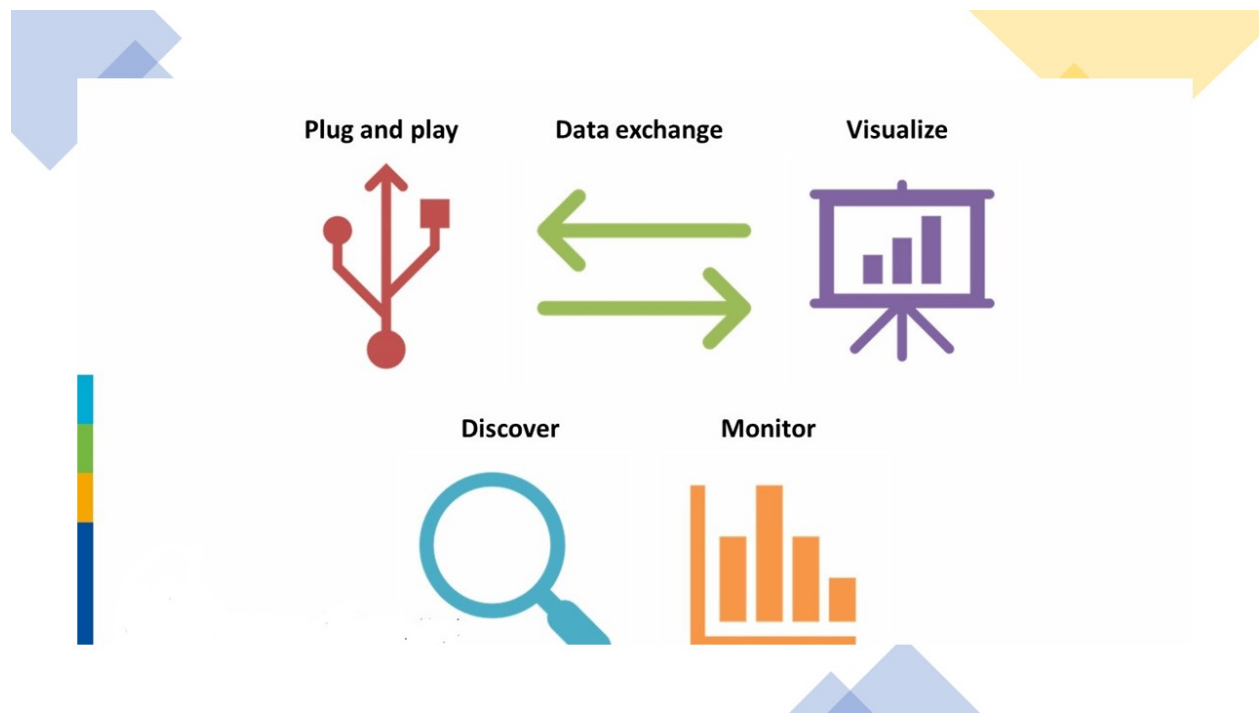 Plug and play
Data exchange
Visualize
Discover
Monitor